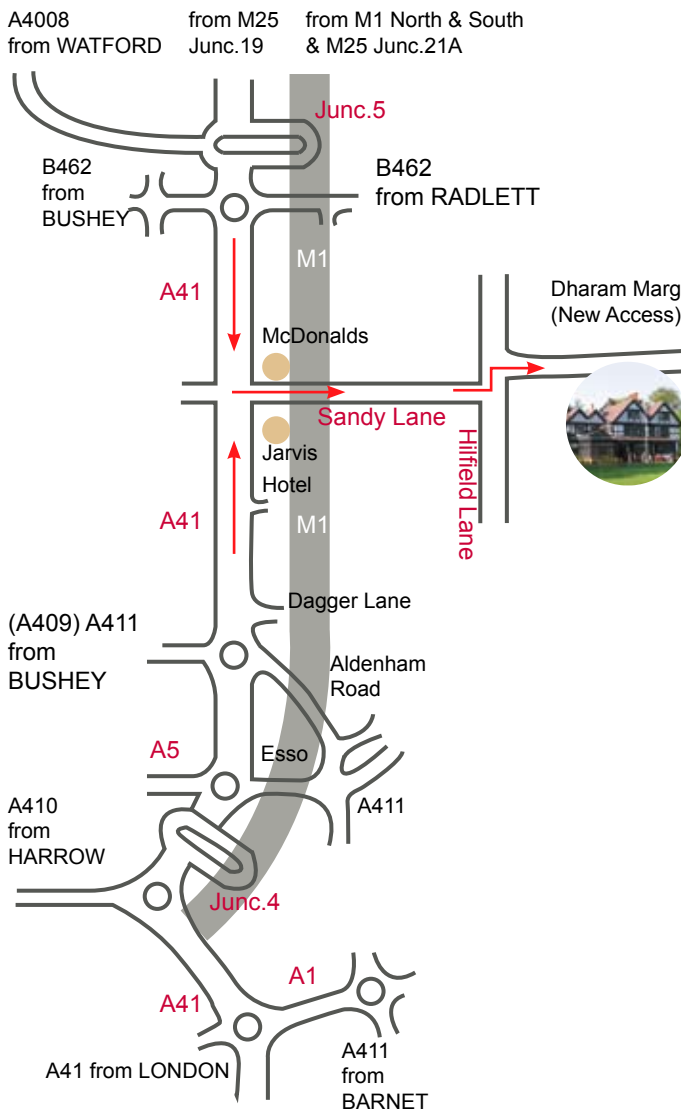 A4008
from WATFORD
from M25
Junc.19
from M1 North & South
& M25 Junc.21A
Junc.5
B462
from
BUSHEY
B462
from RADLETT
M1
A41
Dharam Marg
(New Access)
McDonalds
Sandy Lane
Hilfield Lane
Jarvis
Hotel
A41
M1
Dagger Lane
(A409) A411
from
BUSHEY
Aldenham
Road
A5
Esso
A410
from
HARROW
A411
Junc.4
A1
A41
A41 from LONDON
A411
from
BARNET